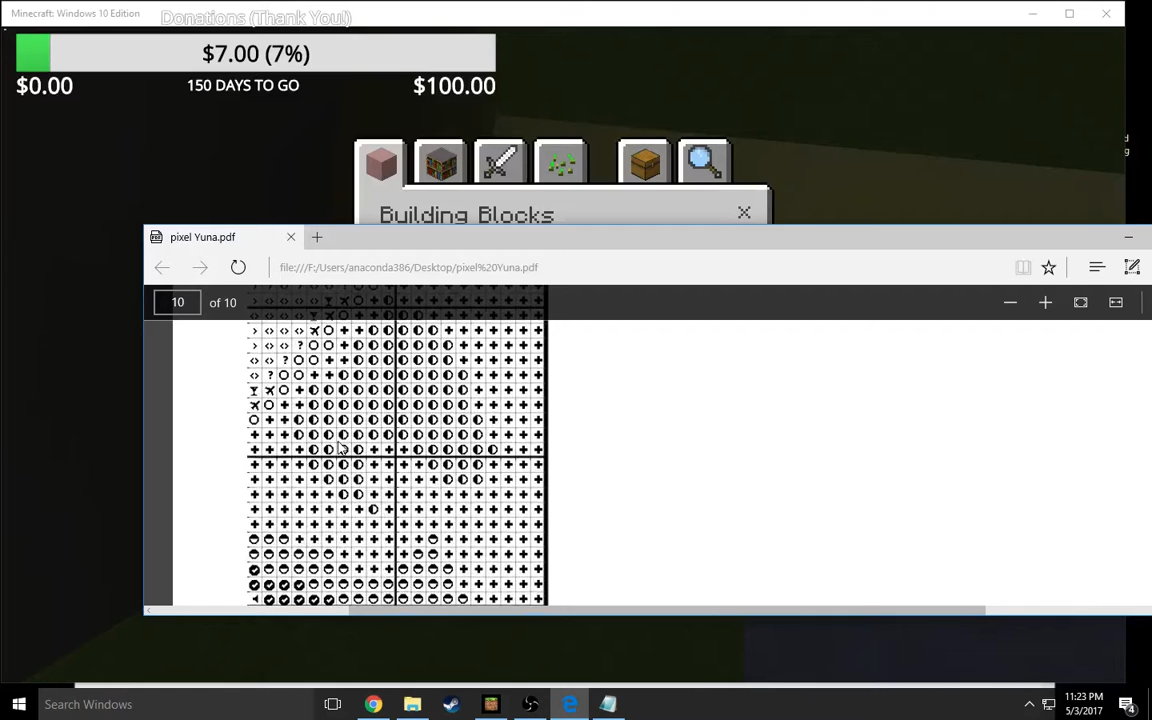 Minecraft: Windows 10 Edition
Donations (Thank You!)
$7.00 (7%)
$0.00
150 DAYS TO GO
$100.00
Building Blocks
pixel Yuna.pdf
file:///F:/Users/anaconda386/Desktop/pixel%20Yuna.pdf
10 of 10
Search Windows
11:23 PM
5/3/2017
4